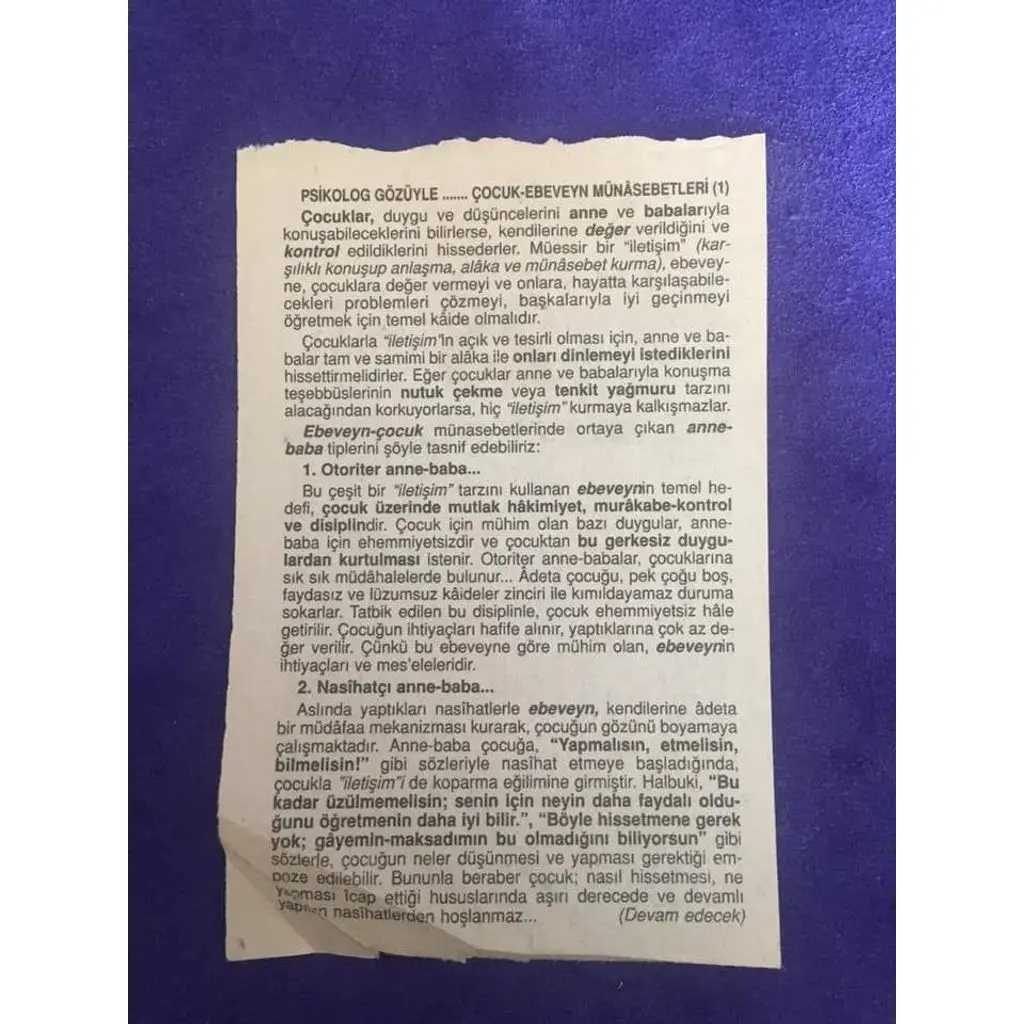 PSİKOLOG GÖZÜYLE ....... ÇOCUK-EBEVEYN MÜNÂSEBETLERİ (1)
Çocuklar, duygu ve düşüncelerini anne ve babalarıyla
konuşabileceklerini bilirlerse, kendilerine değer verildiğini ve
kontrol edildiklerini hissederler. Müessir bir "iletişim" (kar-
şılıklı konuşup anlaşma, alâka ve münâsebet kurma), ebevey-
ne, çocuklara değer vermeyi ve onlara, hayatta karşılaşabile-
cekleri problemleri çözmeyi, başkalarıyla iyi geçinmeyi
öğretmek için temel kâide olmalıdır.
Çocuklarla "iletişim"in açık ve tesirli olması için, anne ve ba-
balar tam ve samimi bir alâka ile onları dinlemeyi istediklerini
hissettirmelidirler. Eğer çocuklar anne ve babalarıyla konuşma
teşebbüslerinin nutuk çekme veya tenkit yağmuru tarzını
alacağından korkuyorlarsa, hiç "iletişim" kurmaya kalkışmazlar.
Ebeveyn-çocuk münasebetlerinde ortaya çıkan anne-
baba tiplerini şöyle tasnif edebiliriz:
1. Otoriter anne-baba...
Bu çeşit bir "iletişim" tarzını kullanan ebeveynin temel he-
defi, çocuk üzerinde mutlak hâkimiyet, murâkabe-kontrol
ve disiplindir. Çocuk için mühim olan bazı duygular, anne-
baba için ehemmiyetsizdir ve çocuktan bu gerkesiz duygu-
lardan kurtulması istenir. Otoriter anne-babalar, çocuklarına
sık sık müdâhalelerde bulunur... Âdeta çocuğu, pek çoğu boş,
faydasız ve lüzumsuz kâideler zinciri ile kımıldayamaz duruma
sokarlar. Tatbik edilen bu disiplinle, çocuk ehemmiyetsiz hâle
getirilir. Çocuğun ihtiyaçları hafife alınır, yaptıklarına çok az de-
ğer verilir. Çünkü bu ebeveyne göre mühim olan, ebeveynin
ihtiyaçları ve mes'eleleridir.
2. Nasîhatçı anne-baba...
Aslında yaptıkları nasîhatlerle ebeveyn, kendilerine âdeta
bir müdâfaa mekanizması kurarak, çocuğun gözünü boyamaya
çalışmaktadır. Anne-baba çocuğa, "Yapmalısın, etmelisin,
bilmelisin!" gibi sözleriyle nasîhat etmeye başladığında,
çocukla "iletişim"i de koparma eğilimine girmiştir. Halbuki, "Bu
kadar üzülmemelisin; senin için neyin daha faydalı oldu-
ğunu öğretmenin daha iyi bilir.", "Böyle hissetmene gerek
yok; gâyemin-maksadımın bu olmadığını biliyorsun" gibi
sözlerle, çocuğun neler düşünmesi ve yapması gerektiği em-
poze edilebilir. Bununla beraber çocuk; nasıl hissetmesi, ne
yapması îcap ettiği hususlarında aşırı derecede ve devamlı
yapılan nasîhatlerden hoşlanmaz... (Devam edecek)